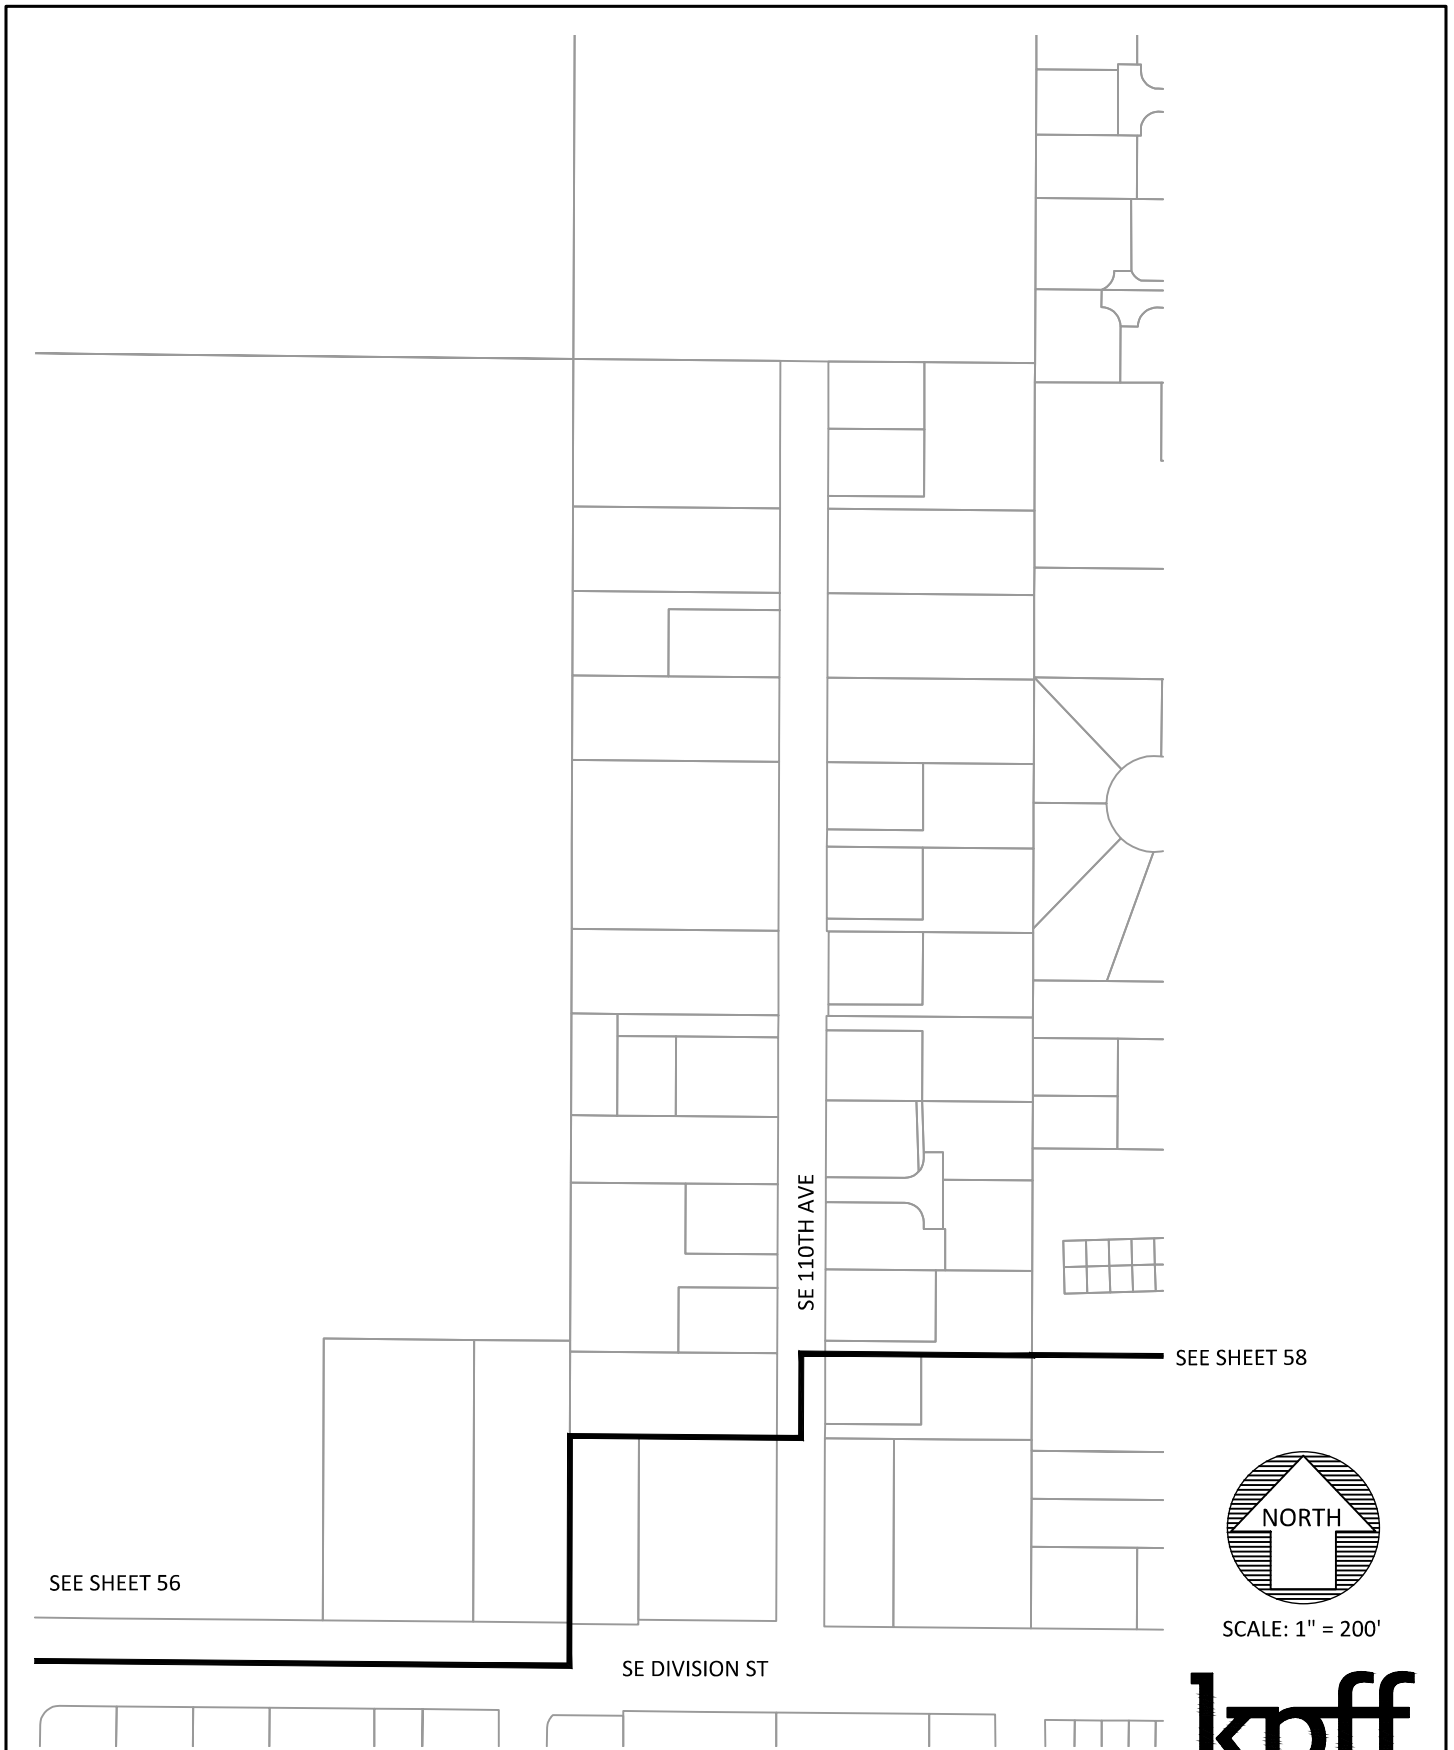 SE 110TH AVE
SEE SHEET 58
NORTH
SEE SHEET 56
SCALE: 1" = 200'
SE DIVISION ST
kpff